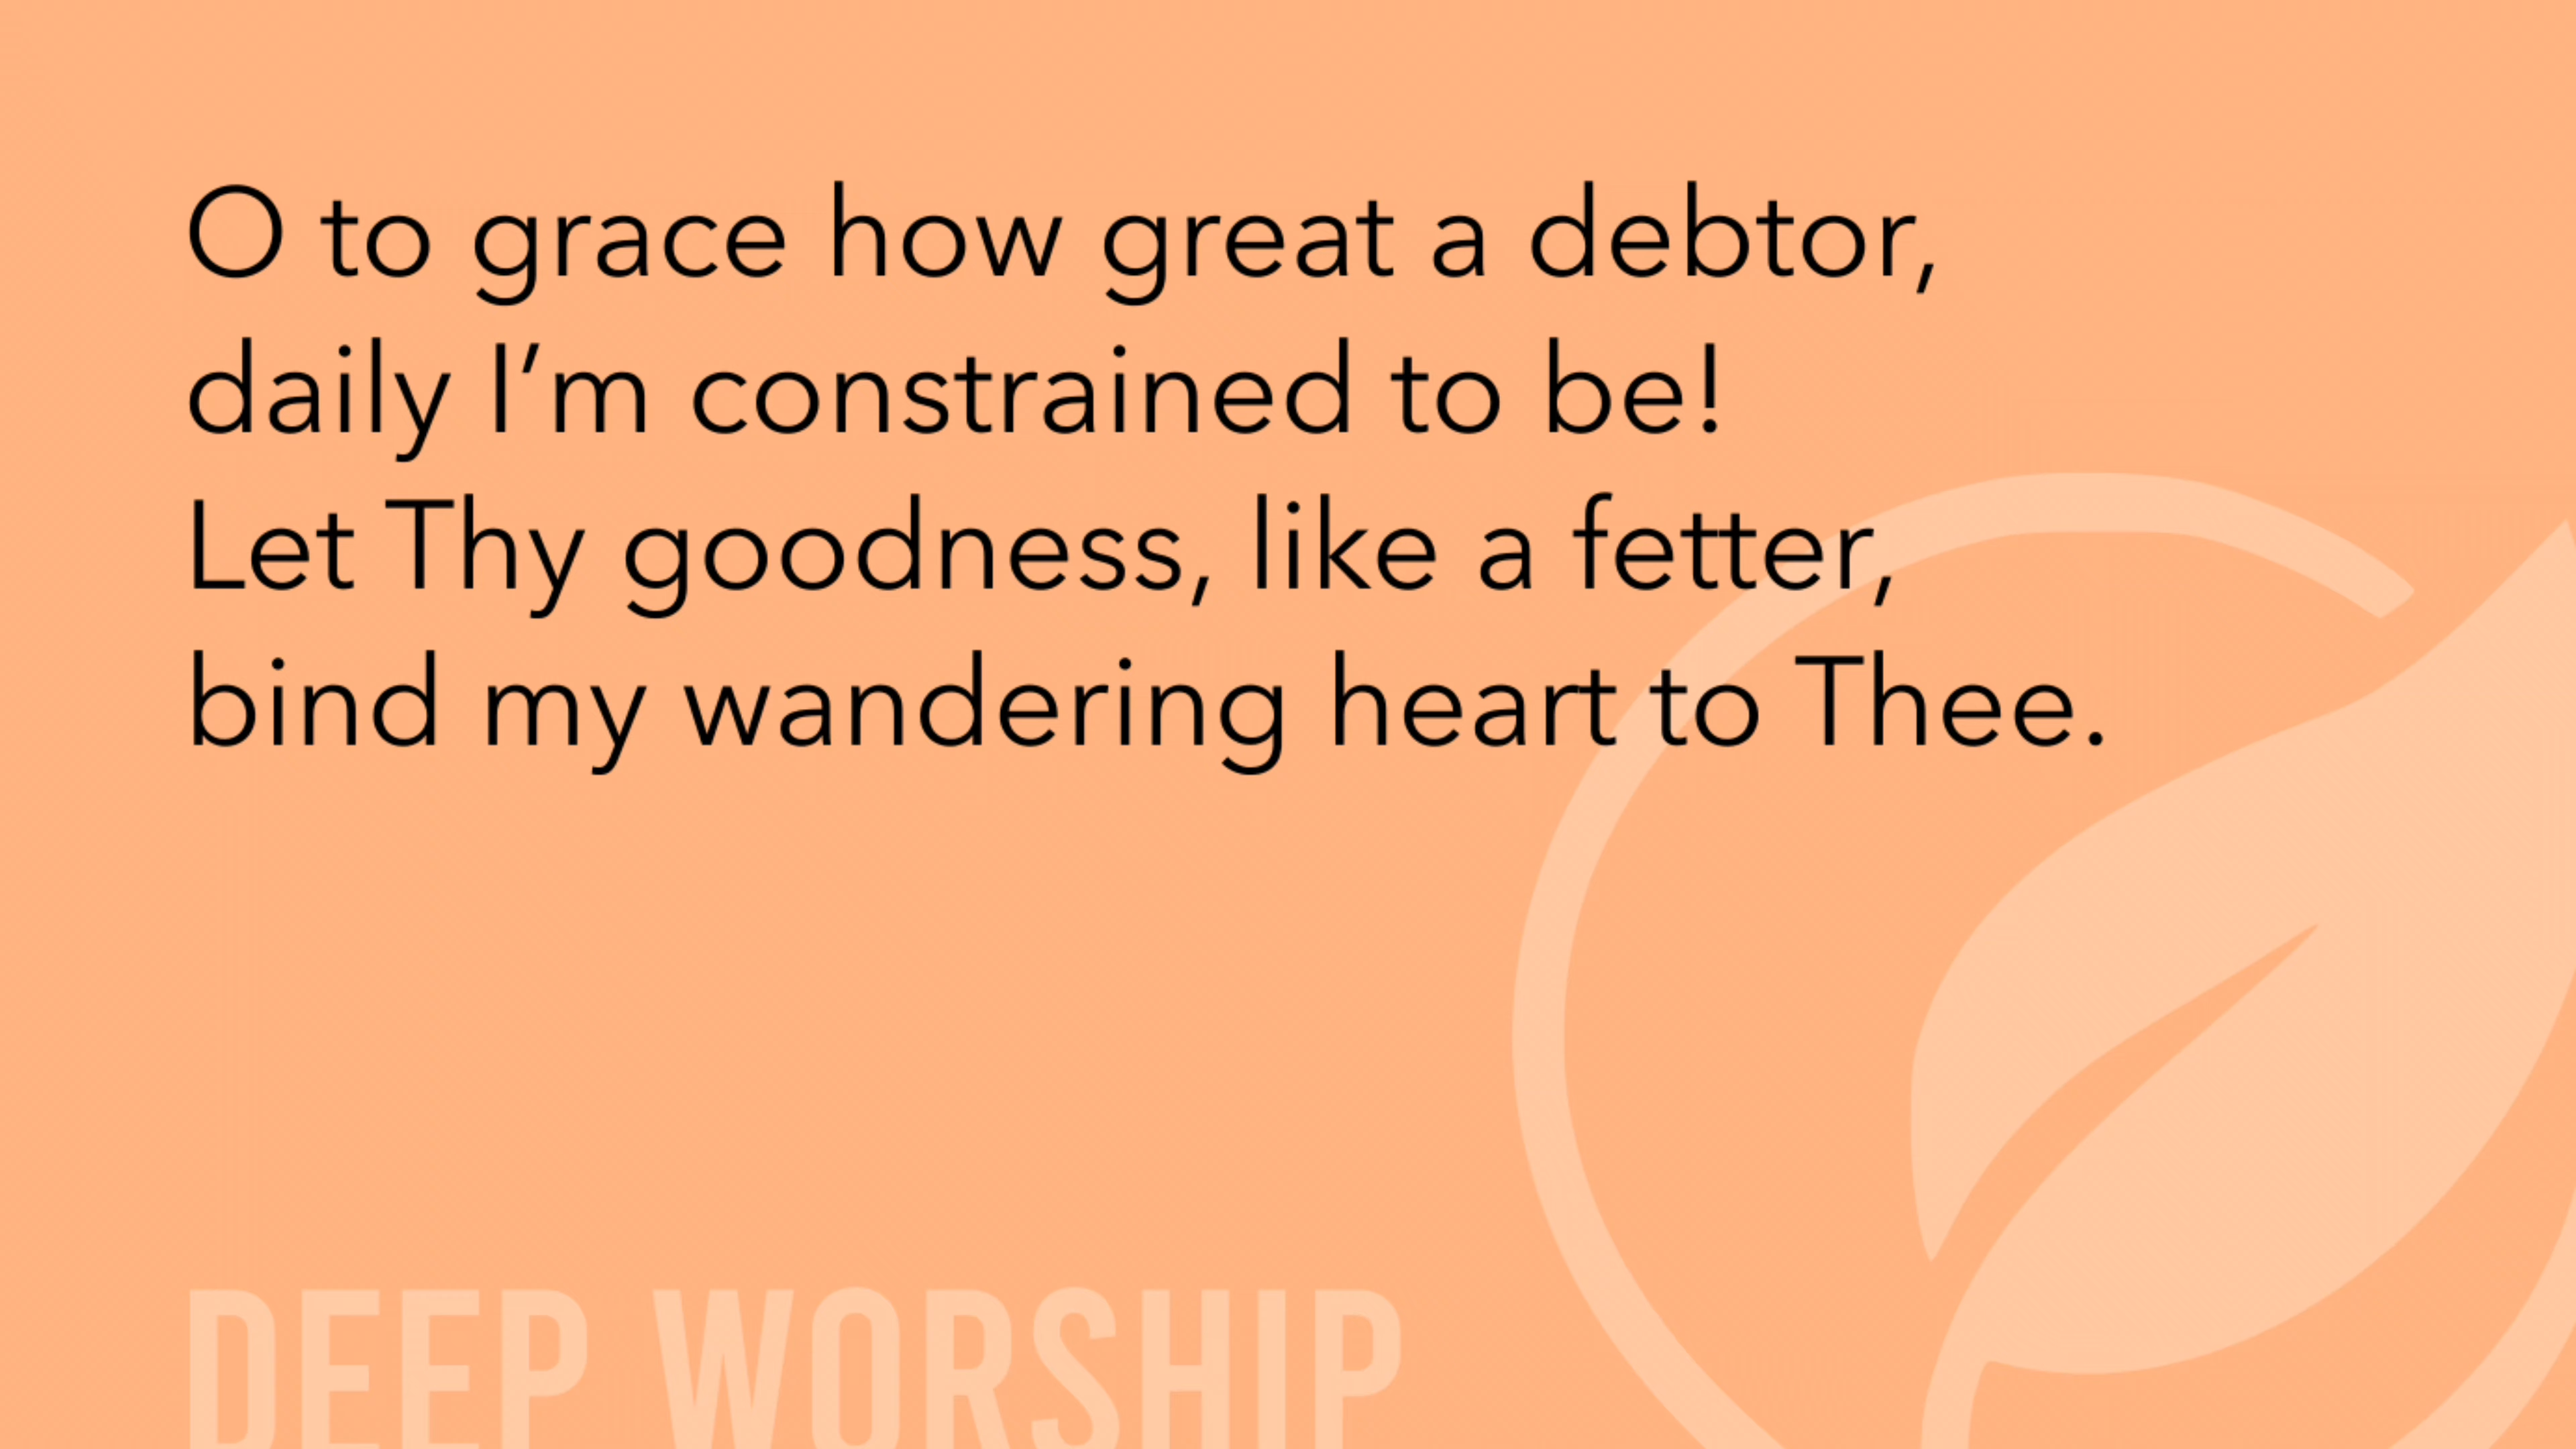 O to grace how great a debtor,
daily I’m constrained to be!
Let Thy goodness, like a fetter,
bind my wandering heart to Thee.
DEEP WORSHIP